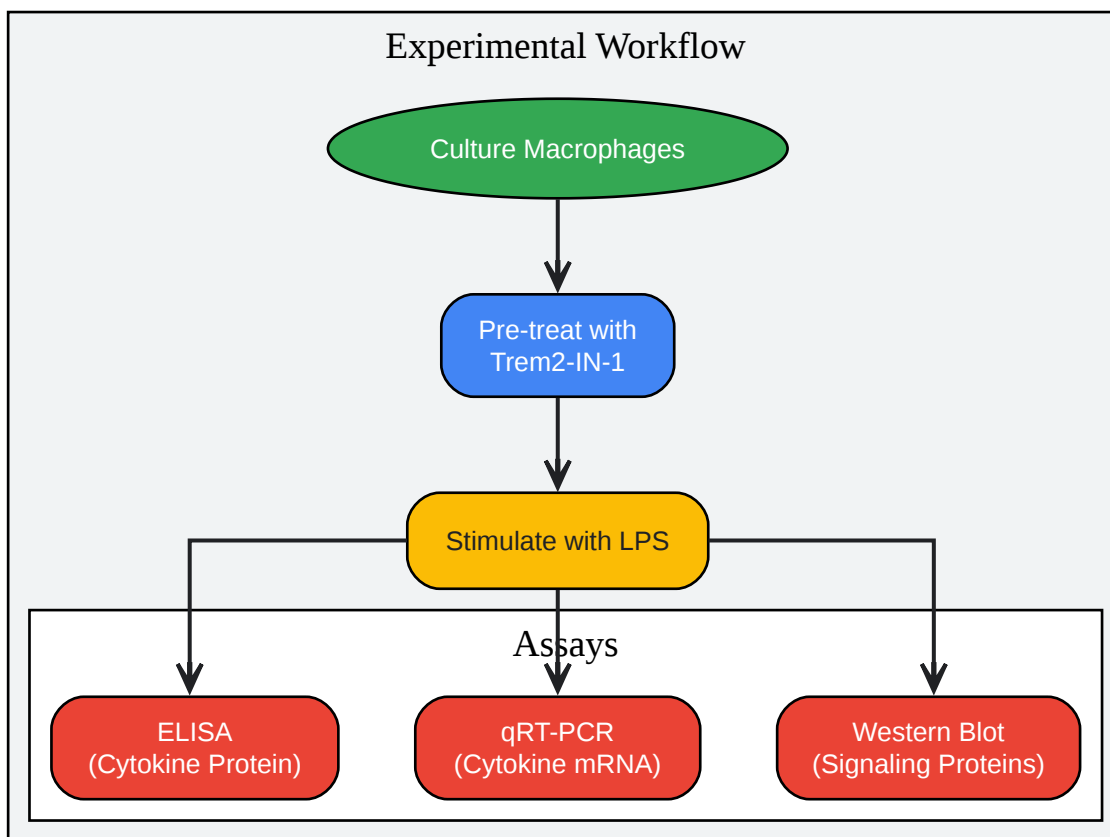 Experimental Workflow
Culture Macrophages
Pre-treat with
Trem2-IN-1
Stimulate with LPS
Assays
ELISA
(Cytokine Protein)
qRT-PCR
(Cytokine mRNA)
Western Blot
(Signaling Proteins)